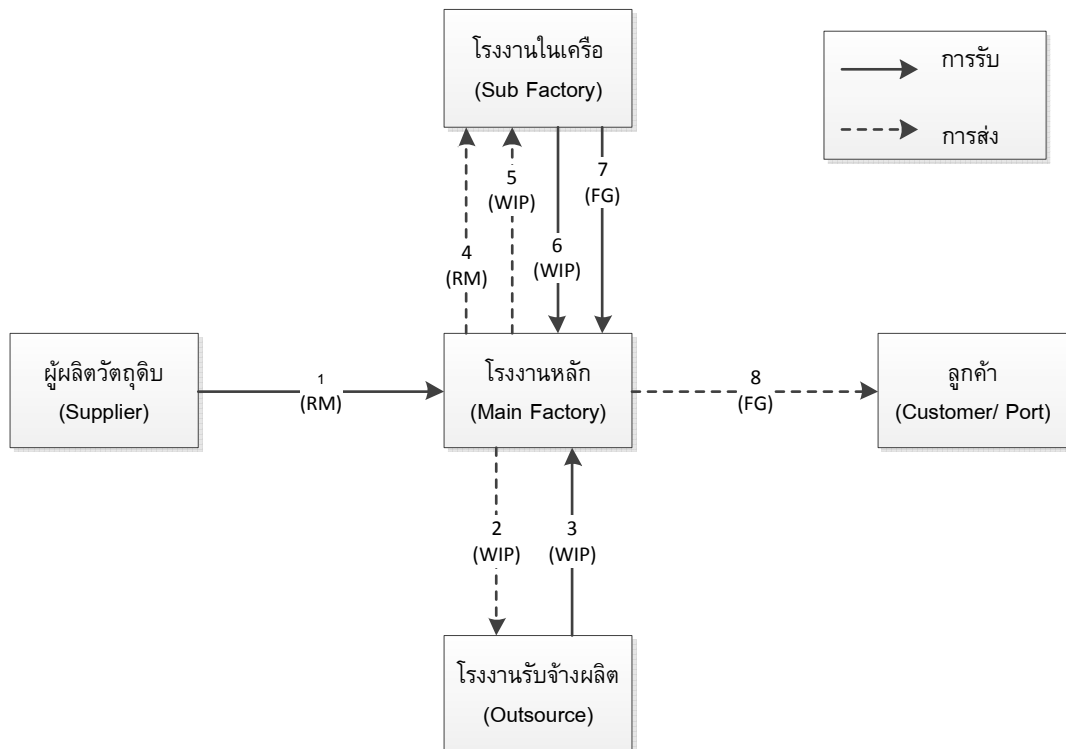 โรงงานในเครือ
(Sub Factory)
การรับ
การส่ง
4
(RM)
5
(WIP)
6
(WIP)
7
(FG)
ผู้ผลิตวัตถุดิบ
(Supplier)
1
(RM)
โรงงานหลัก
(Main Factory)
8
(FG)
ลูกค้า
(Customer/ Port)
2
(WIP)
3
(WIP)
โรงงานรับจ้างผลิต
(Outsource)